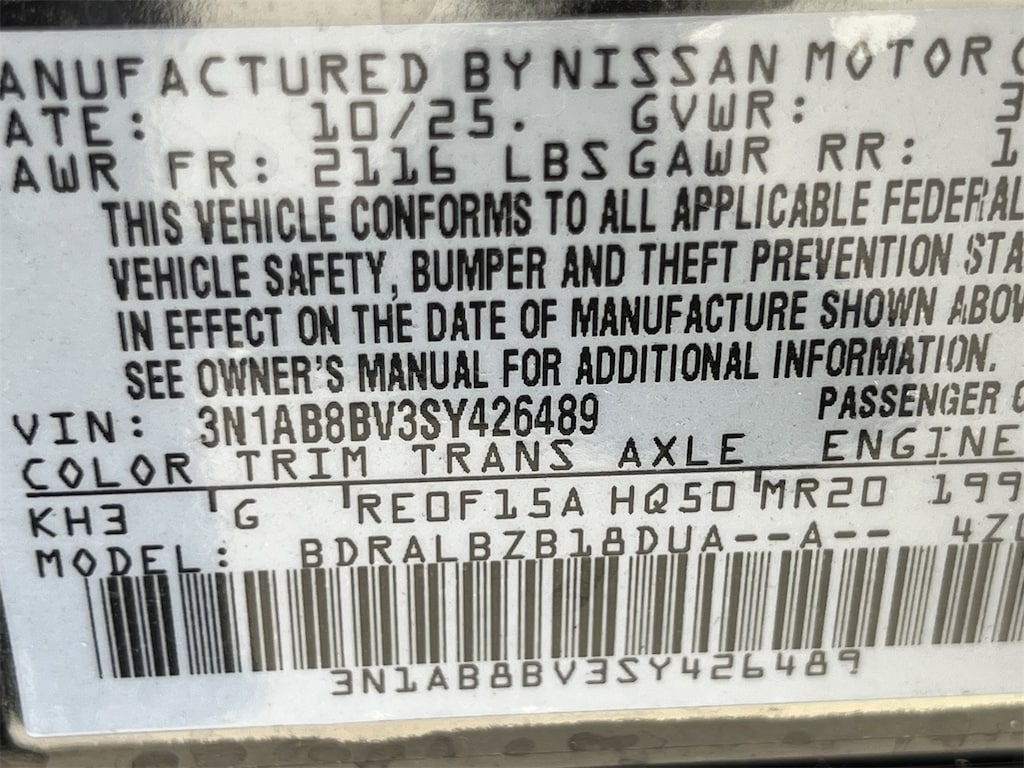 ANUFACTURED BY NISSAN MOTOR C
ATE: 10/25. GVWR: 3
AWR FR: 2116 LBS GAWR RR: 1
THIS VEHICLE CONFORMS TO ALL APPLICABLE FEDERAL
VEHICLE SAFETY, BUMPER AND THEFT PREVENTION STA
IN EFFECT ON THE DATE OF MANUFACTURE SHOWN ABOV
SEE OWNER'S MANUAL FOR ADDITIONAL INFORMATION.
VIN: 3N1AB8BV3SY426489 PASSENGER C
COLOR TRIM TRANS AXLE ENGINE
KH3 G RE0F15A HQ50 MR20 199
MODEL: BDRALBZB18DUA--A-- 4Z
3N1AB8BV3SY426489